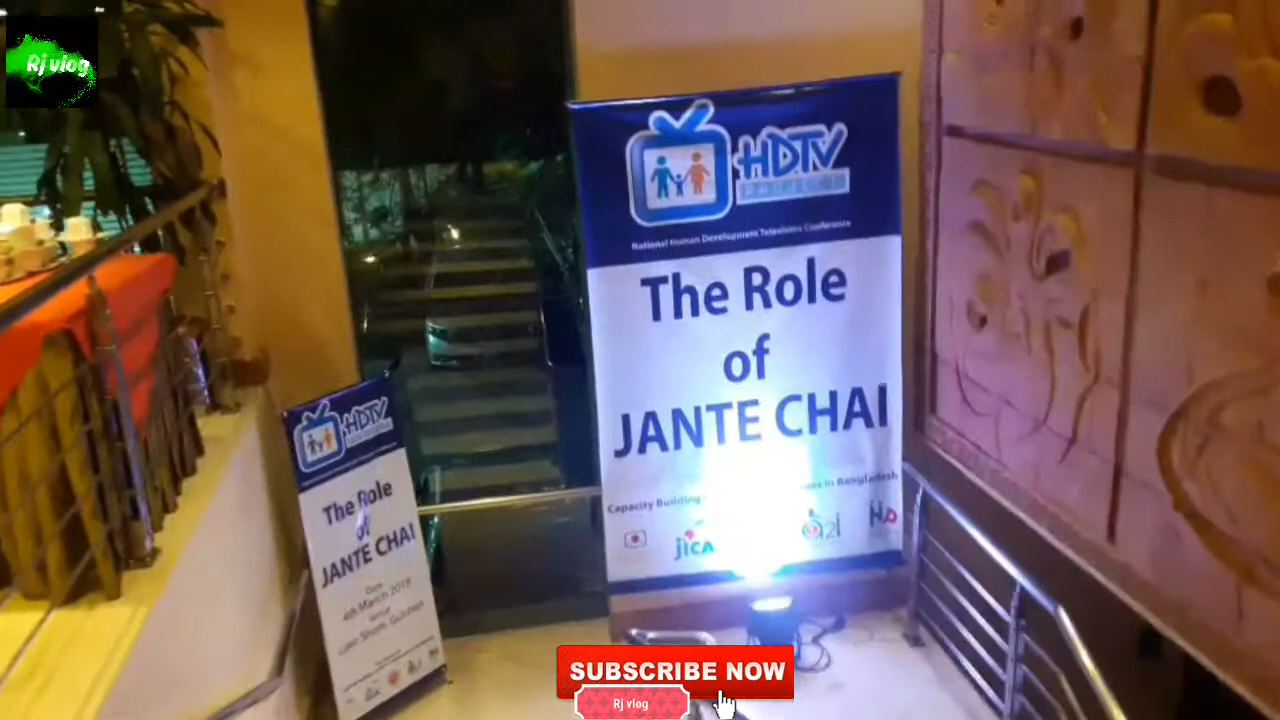 Rj vlog
HDTV
National Human Development Television Conference
The Role
of
JANTE CHAI
Capacity Building
in Bangladesh
jica
a2i
HDTV
The Role
of
JANTE CHAI
Date
4th March 2019
Venue
SUBSCRIBE NOW
Rj vlog